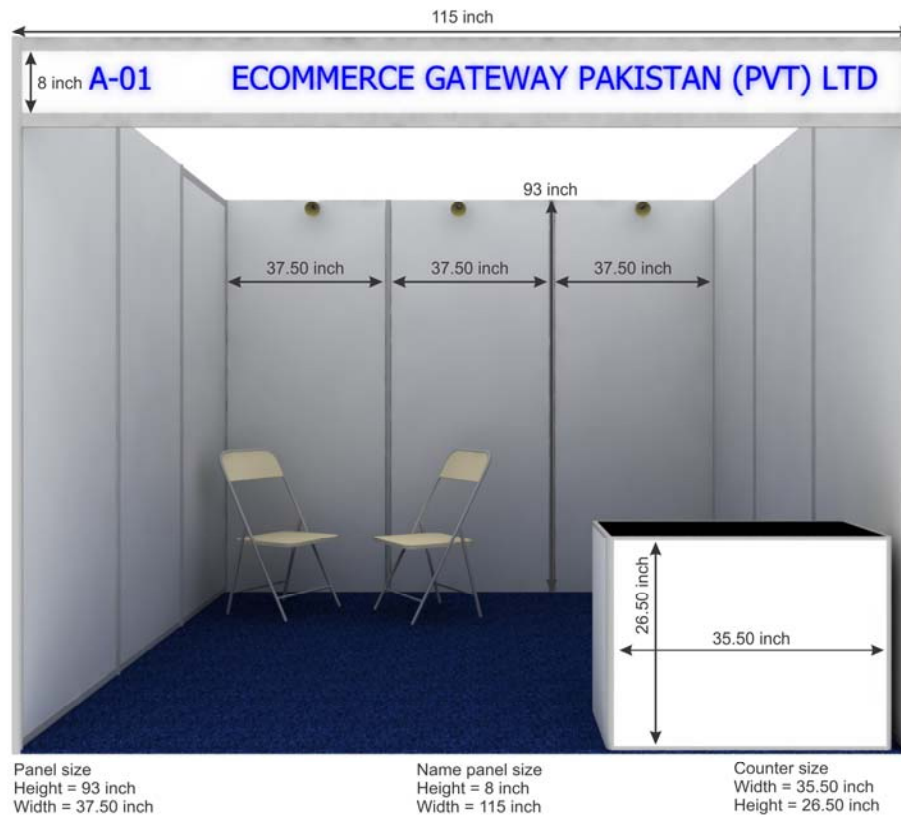 115 inch
8 inch
A-01 ECOMMERCE GATEWAY PAKISTAN (PVT) LTD
93 inch
37.50 inch 37.50 inch 37.50 inch
26.50 inch
35.50 inch
Panel size
Height = 93 inch
Width = 37.50 inch
Name panel size
Height = 8 inch
Width = 115 inch
Counter size
Width = 35.50 inch
Height = 26.50 inch